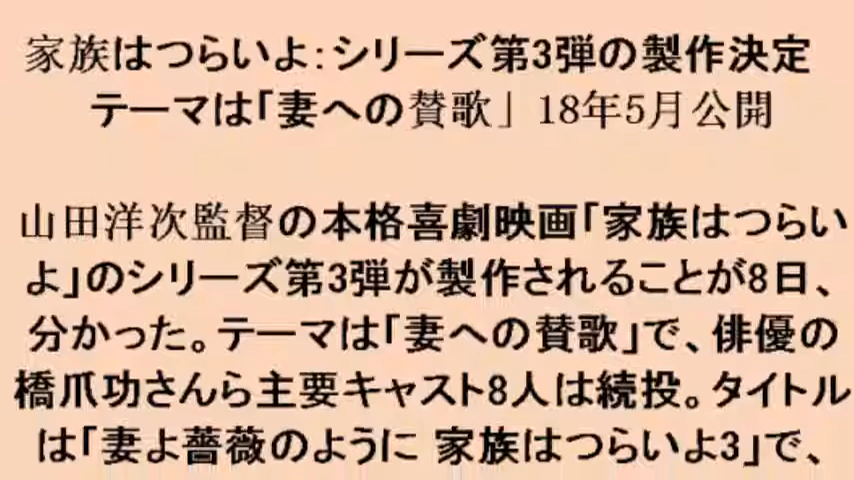 家族はつらいよ：シリーズ第3弾の製作決定
テーマは「妻への賛歌」 18年5月公開
山田洋次監督の本格喜劇映画「家族はつらい
よ」のシリーズ第3弾が製作されることが8日、
分かった。テーマは「妻への賛歌」で、俳優の
橋爪功さんら主要キャスト8人は続投。タイトル
は「妻よ薔薇のように 家族はつらいよ3」で、